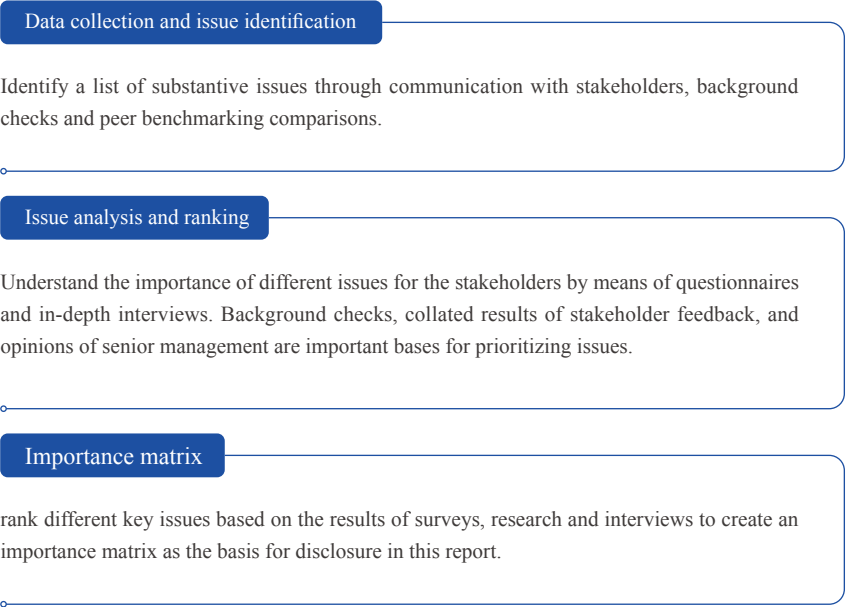 Data collection and issue identification
Identify a list of substantive issues through communication with stakeholders, background
checks and peer benchmarking comparisons.
Issue analysis and ranking
Understand the importance of different issues for the stakeholders by means of questionnaires
and in-depth interviews. Background checks, collated results of stakeholder feedback, and
opinions of senior management are important bases for prioritizing issues.
Importance matrix
rank different key issues based on the results of surveys, research and interviews to create an
importance matrix as the basis for disclosure in this report.